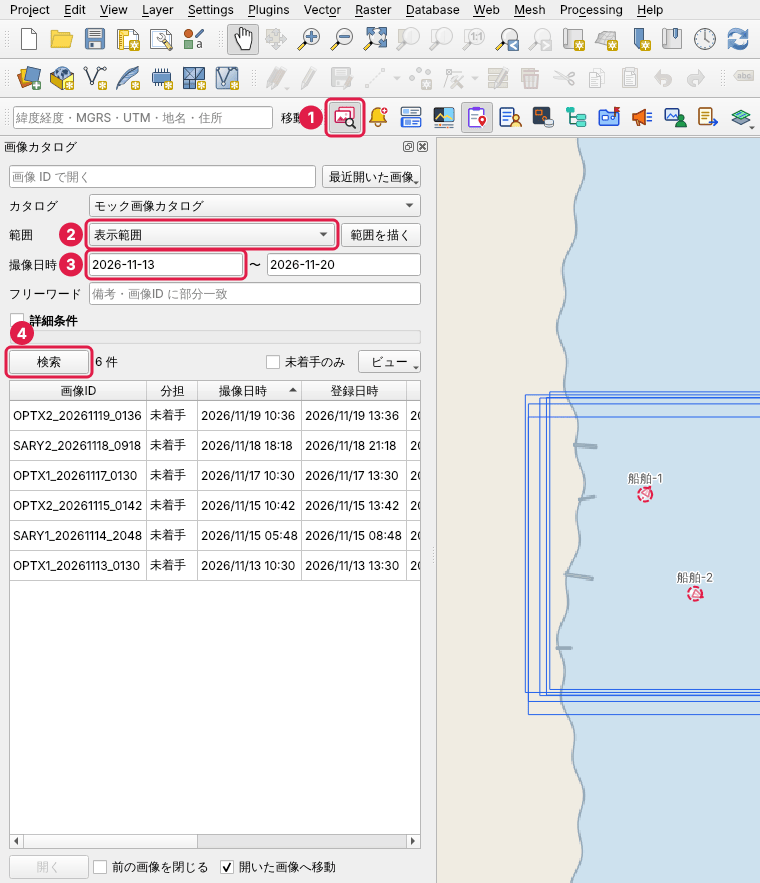 Project Edit View Layer Settings Plugins Vector Raster Database Web Mesh Processing Help
1:1
abc
緯度経度・MGRS・UTM・地名・住所
移動
1
画像カタログ
画像 ID で開く
最近開いた画像
カタログ
モック画像カタログ
範囲
2
表示範囲
範囲を描く
撮像日時
3
2026-11-13
〜
2026-11-20
フリーワード
備考・画像ID に部分一致
詳細条件
4
検索
6 件
未着手のみ
ビュー
画像ID 分担 撮像日時 登録日時
OPTX2_20261119_0136 未着手 2026/11/19 10:36 2026/11/19 13:36 20
SARY2_20261118_0918 未着手 2026/11/18 18:18 2026/11/18 21:18 20
OPTX1_20261117_0130 未着手 2026/11/17 10:30 2026/11/17 13:30 20
OPTX2_20261115_0142 未着手 2026/11/15 10:42 2026/11/15 13:42 20
SARY1_20261114_2048 未着手 2026/11/15 05:48 2026/11/15 08:48 20
OPTX1_20261113_0130 未着手 2026/11/13 10:30 2026/11/13 13:30 20
船舶-1
船舶-2
開く
前の画像を閉じる
開いた画像へ移動